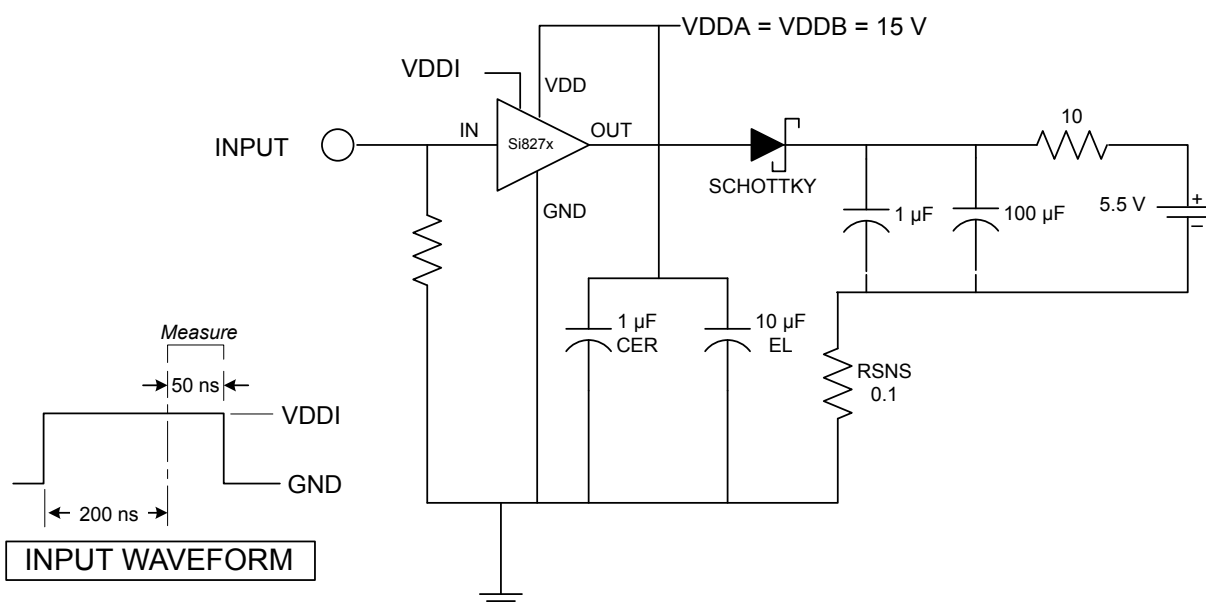 VDDA = VDDB = 15 V
VDDI
VDD
10
INPUT
IN
Si827x
OUT
SCHOTTKY
GND
1 µF
100 µF
5.5 V
+
–
1 µF
CER
10 µF
EL
RSNS
0.1
Measure
50 ns
VDDI
GND
200 ns
INPUT WAVEFORM